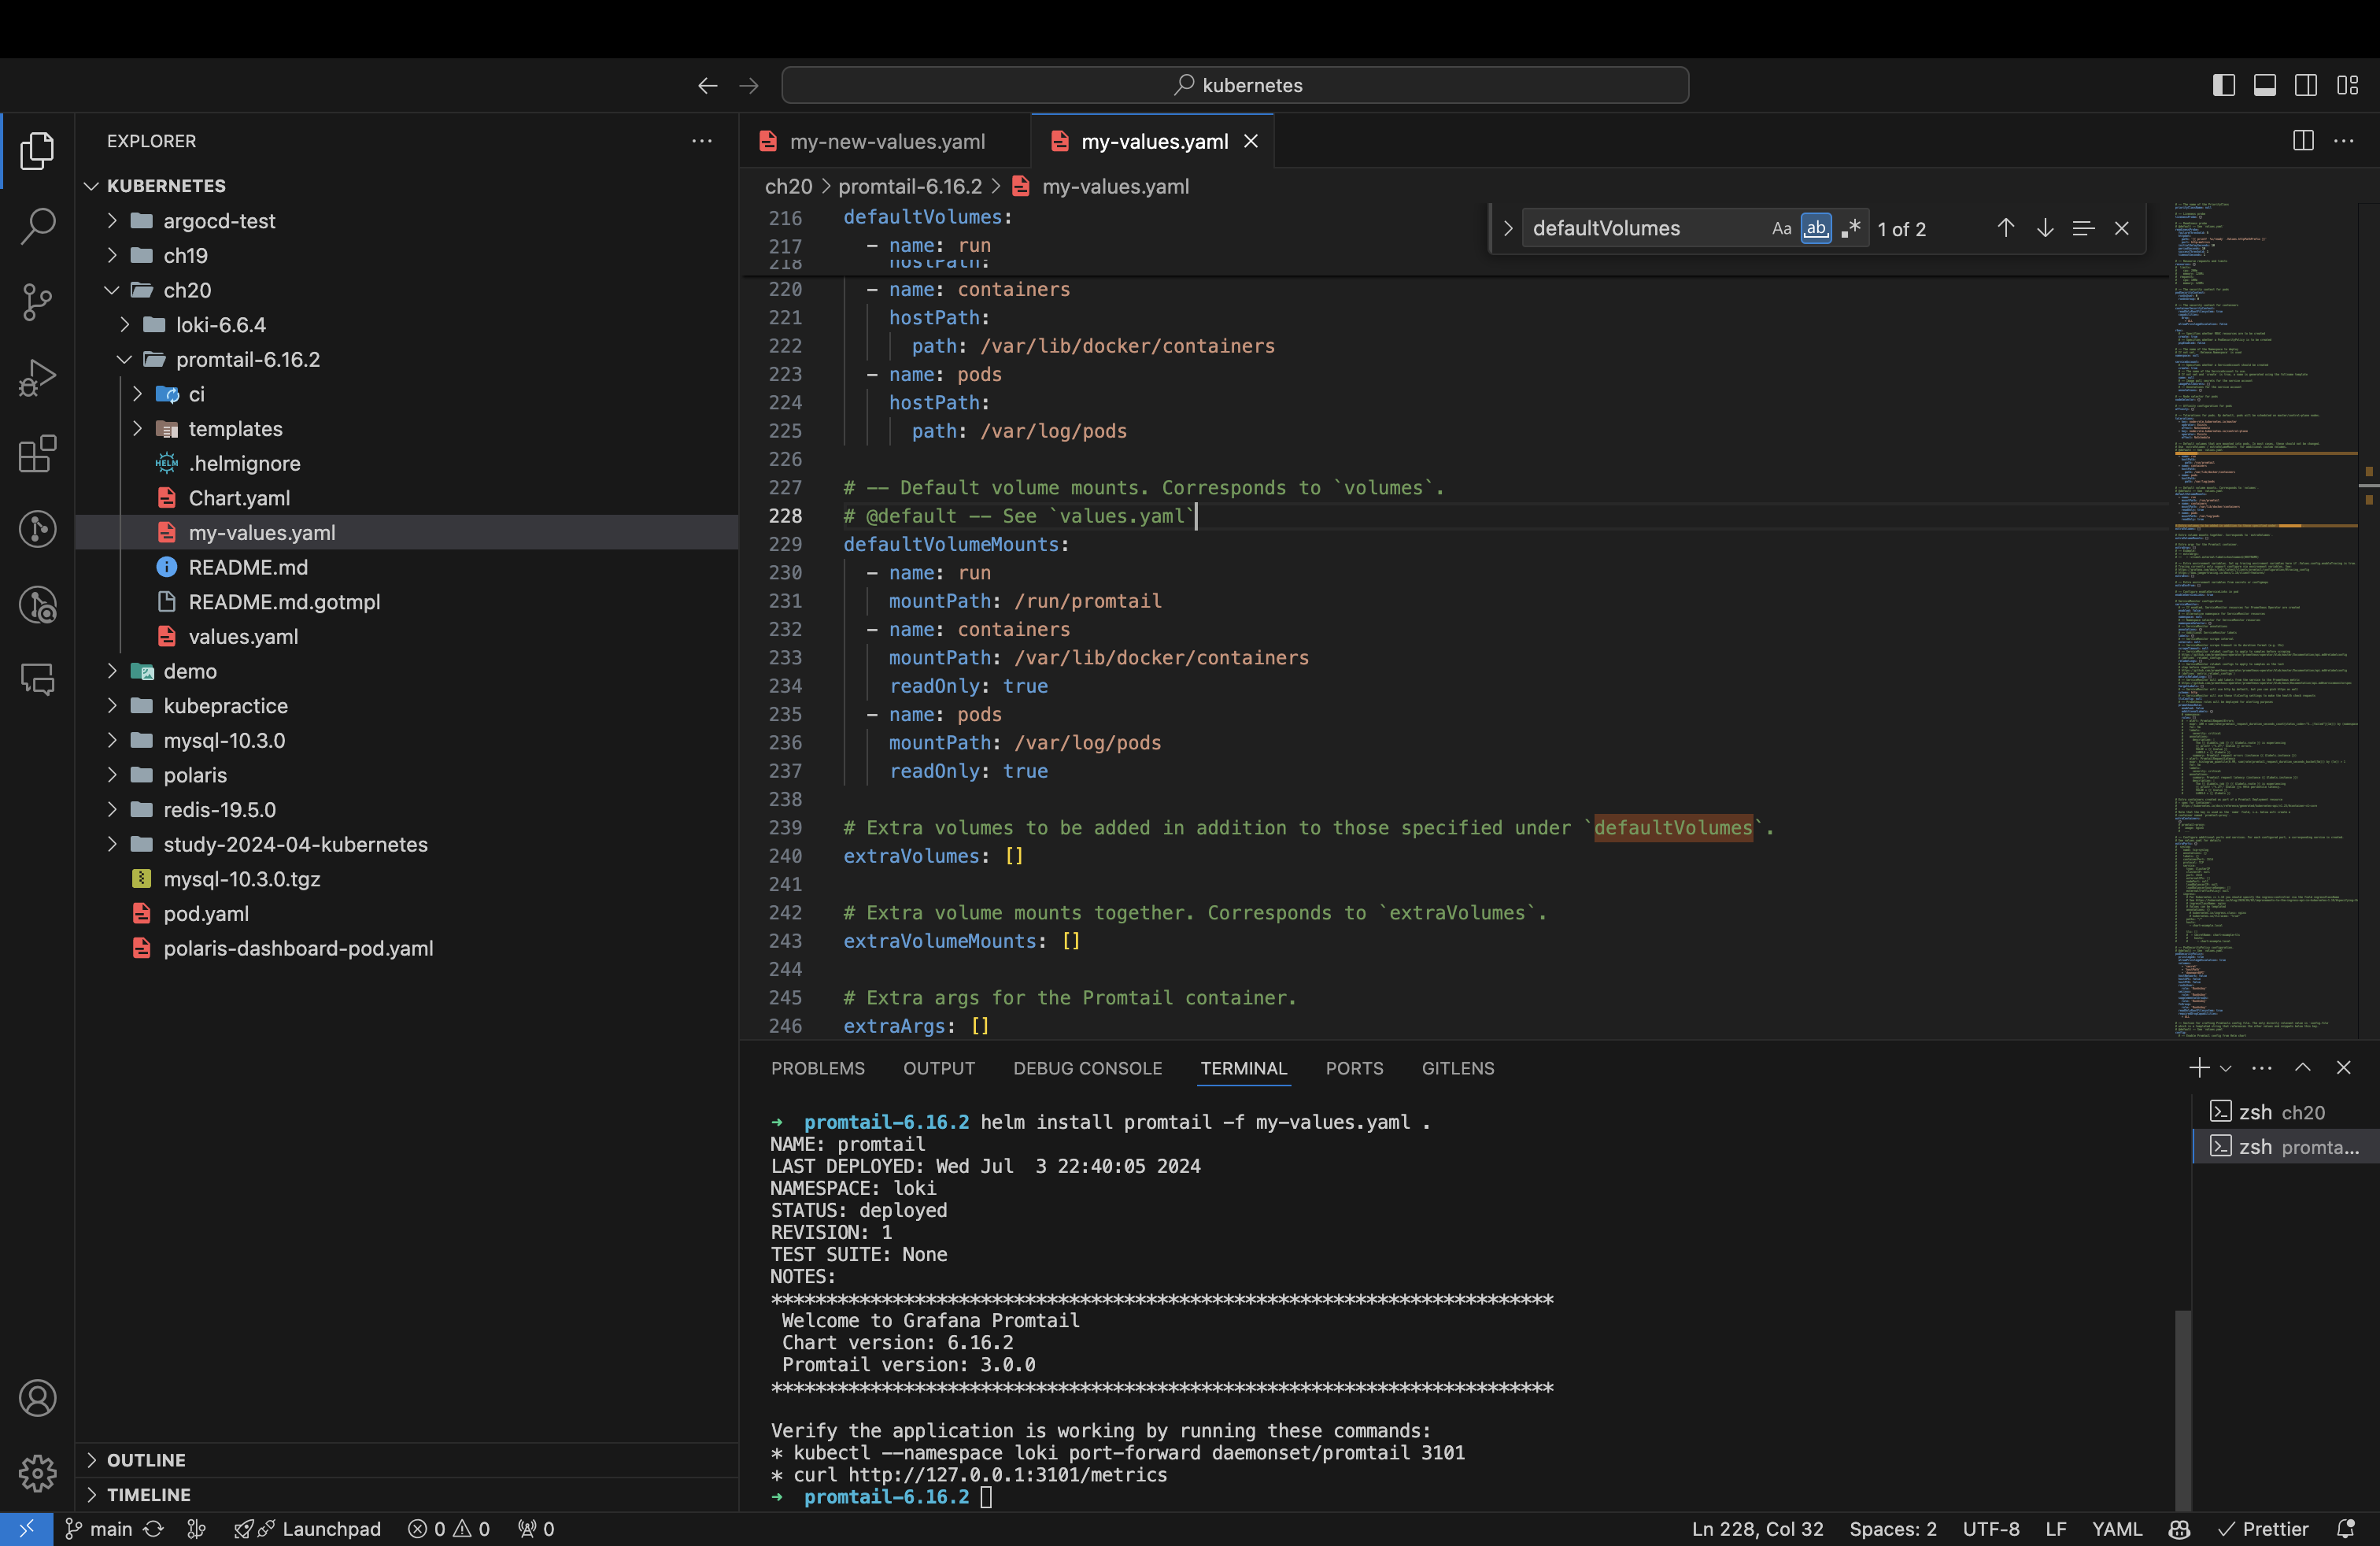 kubernetes
EXPLORER
KUBERNETES
argocd-test
ch19
ch20
loki-6.6.4
promtail-6.16.2
ci
templates
HELM .helmignore
Chart.yaml
my-values.yaml
README.md
README.md.gotmpl
values.yaml
demo
kubepractice
mysql-10.3.0
polaris
redis-19.5.0
study-2024-04-kubernetes
mysql-10.3.0.tgz
pod.yaml
polaris-dashboard-pod.yaml
OUTLINE
TIMELINE
my-new-values.yaml
my-values.yaml
ch20 > promtail-6.16.2 > my-values.yaml
defaultVolumes Aa ab .* 1 of 2
216 defaultVolumes:
217 - name: run
218 hostPath:
220 - name: containers
221 hostPath:
222 path: /var/lib/docker/containers
223 - name: pods
224 hostPath:
225 path: /var/log/pods
226
227 # -- Default volume mounts. Corresponds to `volumes`.
228 # @default -- See `values.yaml`
229 defaultVolumeMounts:
230 - name: run
231 mountPath: /run/promtail
232 - name: containers
233 mountPath: /var/lib/docker/containers
234 readOnly: true
235 - name: pods
236 mountPath: /var/log/pods
237 readOnly: true
238
239 # Extra volumes to be added in addition to those specified under `defaultVolumes`.
240 extraVolumes: []
241
242 # Extra volume mounts together. Corresponds to `extraVolumes`.
243 extraVolumeMounts: []
244
245 # Extra args for the Promtail container.
246 extraArgs: []
PROBLEMS OUTPUT DEBUG CONSOLE TERMINAL PORTS GITLENS
➜ promtail-6.16.2 helm install promtail -f my-values.yaml .
NAME: promtail
LAST DEPLOYED: Wed Jul  3 22:40:05 2024
NAMESPACE: loki
STATUS: deployed
REVISION: 1
TEST SUITE: None
NOTES:
***********************************************************************
Welcome to Grafana Promtail
Chart version: 6.16.2
Promtail version: 3.0.0
***********************************************************************
Verify the application is working by running these commands:
* kubectl --namespace loki port-forward daemonset/promtail 3101
* curl http://127.0.0.1:3101/metrics
➜ promtail-6.16.2
zsh ch20
zsh promta...
main Launchpad 0 0 0 Ln 228, Col 32 Spaces: 2 UTF-8 LF YAML Prettier